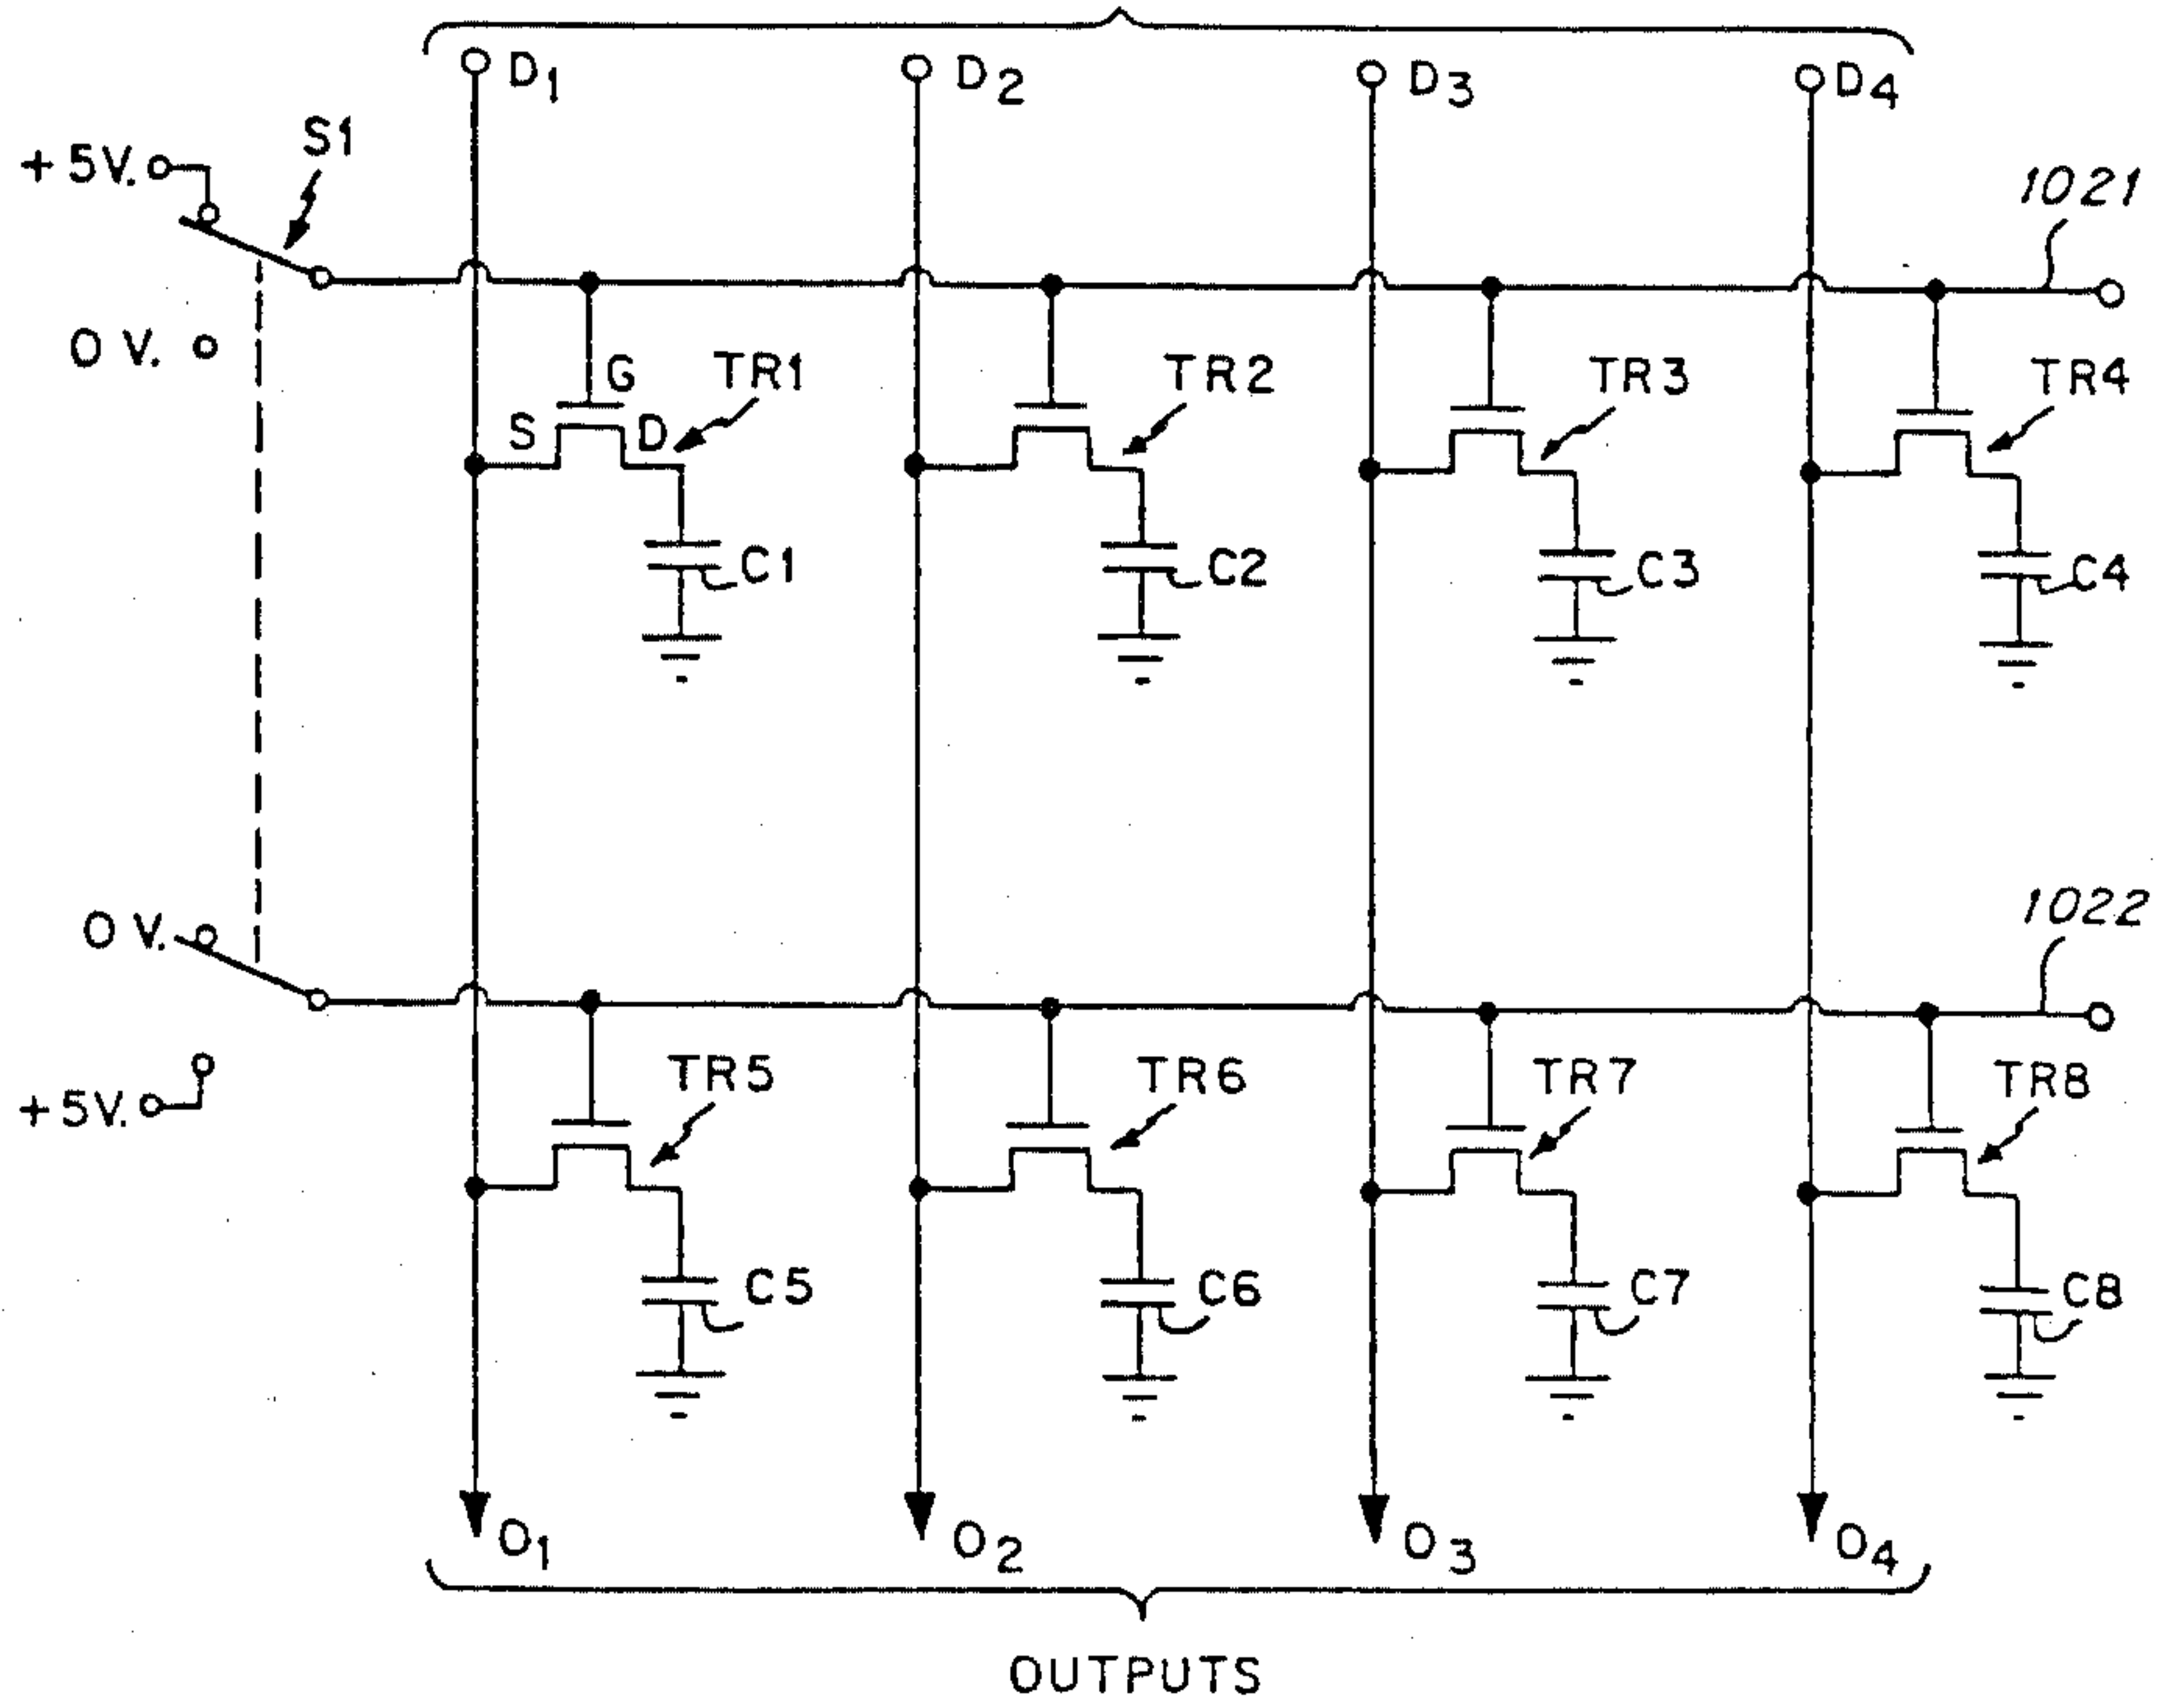 D1 D2 D3 D4
S1
+5V.
1021
0 V.
G TR1 TR2 TR3 TR4
S D
C1 C2 C3 C4
0 V.
1022
TR5 TR6 TR7 TR8
+5V.
C5 C6 C7 C8
O1 O2 O3 O4
OUTPUTS